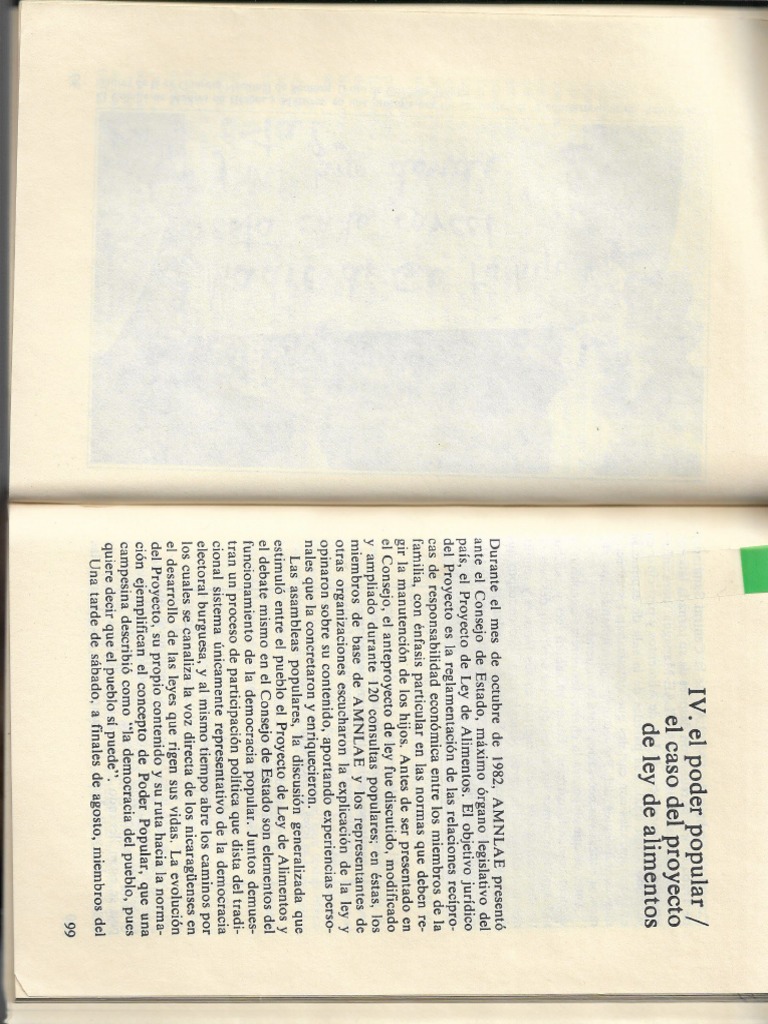 IV. el poder popular /
el caso del proyecto
de ley de alimentos
Durante el mes de octubre de 1982, AMNLAE presentó
ante el Consejo de Estado, máximo órgano legislativo del
país, el Proyecto de Ley de Alimentos. El objetivo jurídico
del Proyecto es la reglamentación de las relaciones recípro-
cas de responsabilidad económica entre los miembros de la
familia, con énfasis particular en las normas que deben re-
gir la manutención de los hijos. Antes de ser presentado en
el Consejo, el anteproyecto de ley fue discutido, modificado
y ampliado durante 120 consultas populares; en éstas, los
miembros de base de AMNLAE y los representantes de
otras organizaciones escucharon la explicación de la ley y
opinaron sobre su contenido, aportando experiencias perso-
nales que la concretaron y enriquecieron.
Las asambleas populares, la discusión generalizada que
estimuló entre el pueblo el Proyecto de Ley de Alimentos y
el debate mismo en el Consejo de Estado son elementos del
funcionamiento de la democracia popular. Juntos demues-
tran un proceso de participación política que dista del tradi-
cional sistema únicamente representativo de la democracia
electoral burguesa, y al mismo tiempo abre los caminos por
los cuales se canaliza la voz directa de los nicaragüenses en
el desarrollo de las leyes que rigen sus vidas. La evolución
del Proyecto, su propio contenido y su ruta hacia la norma-
ción ejemplifican el concepto de Poder Popular, que una
campesina describió como "la democracia del pueblo, pues
quiere decir que el pueblo sí puede".
Una tarde de sábado, a finales de agosto, miembros del
99